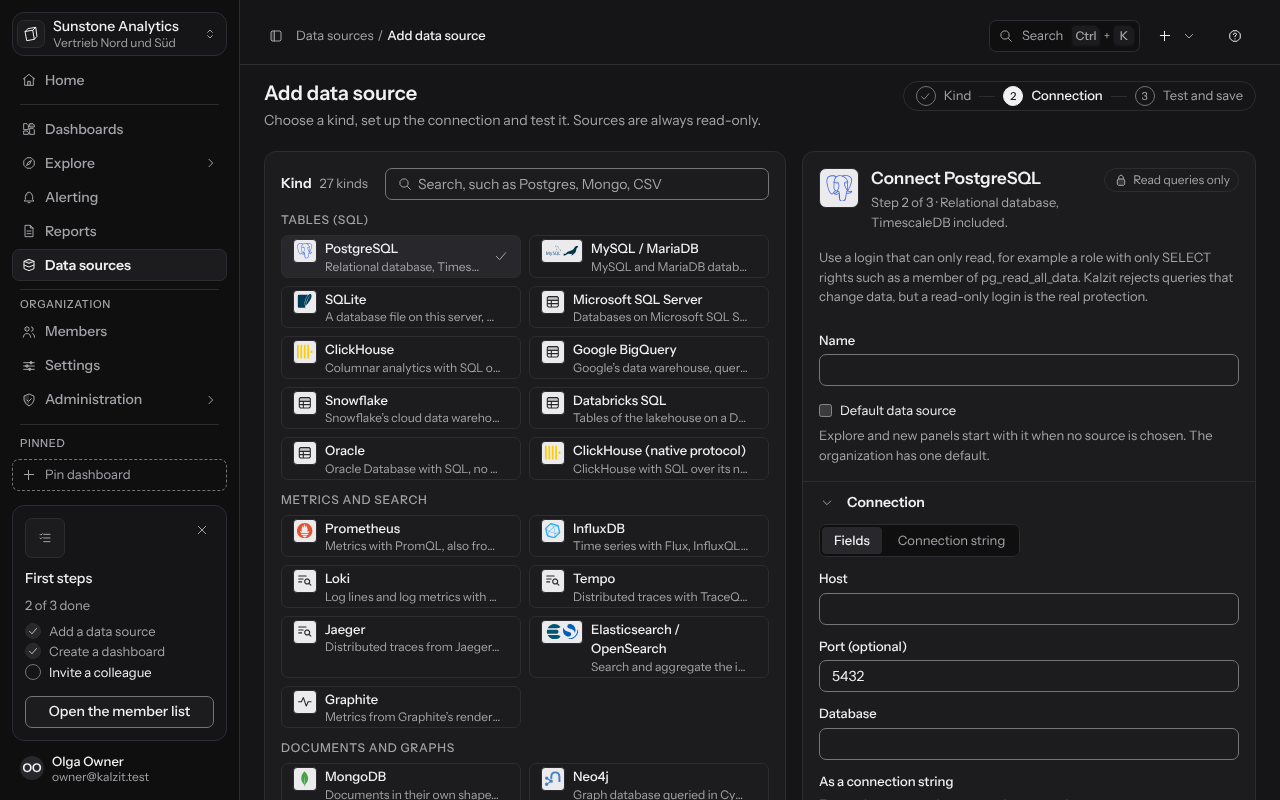 Sunstone Analytics
Vertrieb Nord und Süd
Home
Dashboards
Explore
Alerting
Reports
Data sources
ORGANIZATION
Members
Settings
Administration
PINNED
Pin dashboard
First steps
2 of 3 done
Add a data source
Create a dashboard
Invite a colleague
Open the member list
OO
Olga Owner
owner@kalzit.test
Data sources / Add data source
Search Ctrl + K
Add data source
Choose a kind, set up the connection and test it. Sources are always read-only.
Kind
2 Connection
3 Test and save
Kind 27 kinds
Search, such as Postgres, Mongo, CSV
TABLES (SQL)
PostgreSQL
Relational database, Times…
MySQL / MariaDB
MySQL and MariaDB datab…
SQLite
A database file on this server, …
Microsoft SQL Server
Databases on Microsoft SQL S…
ClickHouse
Columnar analytics with SQL o…
Google BigQuery
Google's data warehouse, quer…
Snowflake
Snowflake's cloud data wareho…
Databricks SQL
Tables of the lakehouse on a D…
Oracle
Oracle Database with SQL, no …
ClickHouse (native protocol)
ClickHouse with SQL over its n…
METRICS AND SEARCH
Prometheus
Metrics with PromQL, also fro…
InfluxDB
Time series with Flux, InfluxQL…
Loki
Log lines and log metrics with …
Tempo
Distributed traces with TraceQ…
Jaeger
Distributed traces from Jaeger…
Elasticsearch /
OpenSearch
Search and aggregate the i…
Graphite
Metrics from Graphite's render…
DOCUMENTS AND GRAPHS
MongoDB
Documents in their own shape…
Neo4j
Graph database queried in Cy…
Connect PostgreSQL
Read queries only
Step 2 of 3 · Relational database,
TimescaleDB included.
Use a login that can only read, for example a role with only SELECT
rights such as a member of pg_read_all_data. Kalzit rejects queries that
change data, but a read-only login is the real protection.
Name
Default data source
Explore and new panels start with it when no source is chosen. The
organization has one default.
Connection
Fields
Connection string
Host
Port (optional)
5432
Database
As a connection string